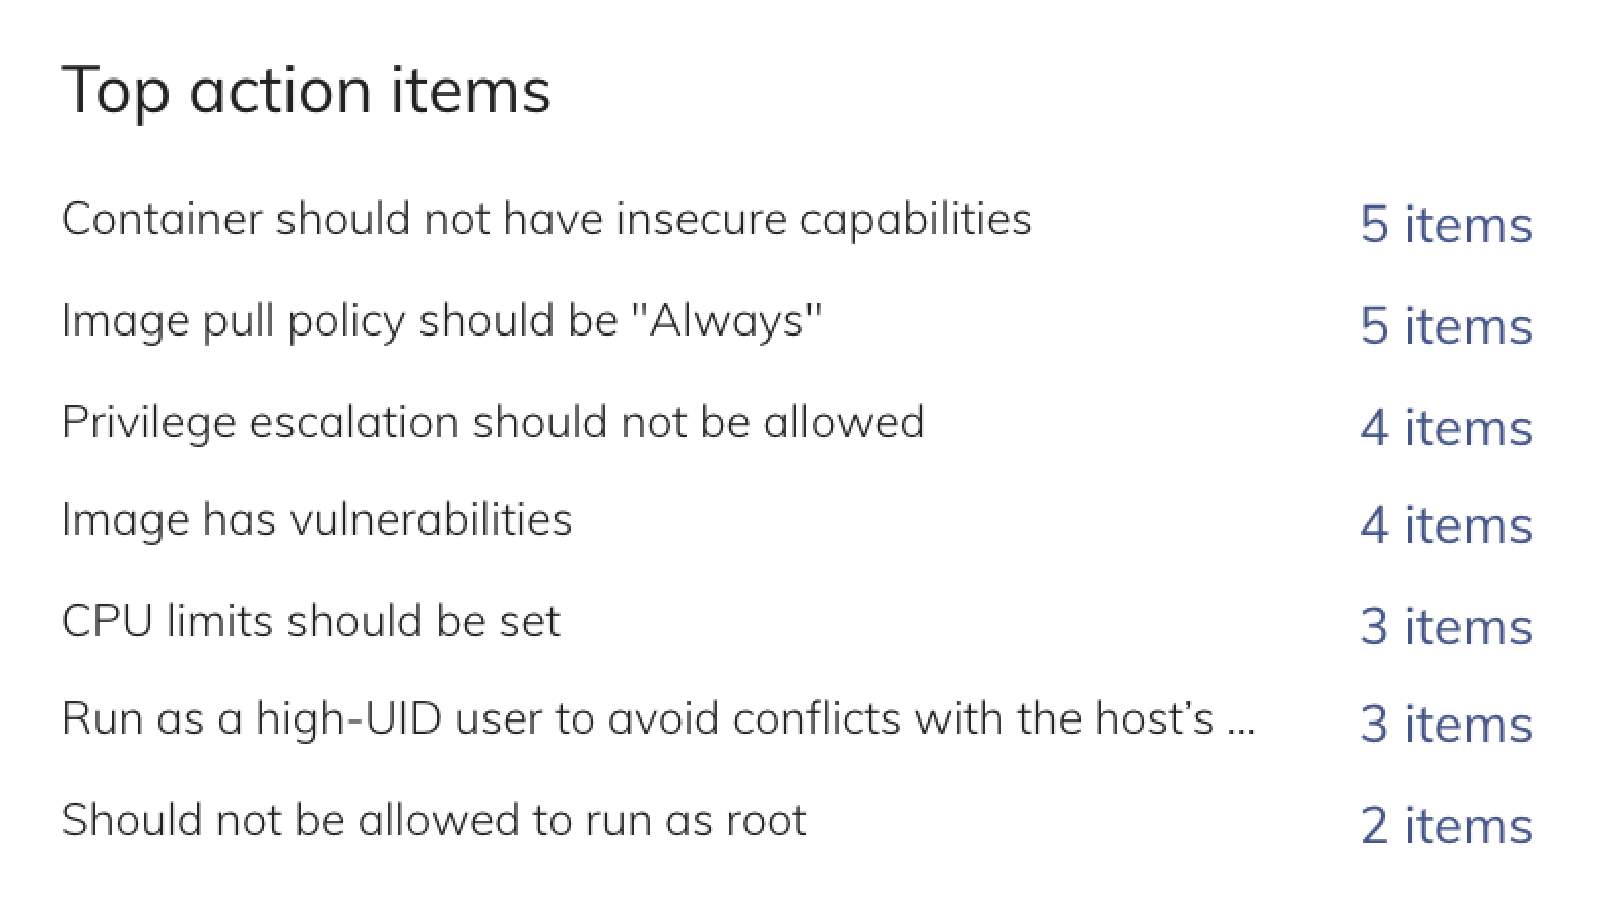 Top action items
Container should not have insecure capabilities 5 items
Image pull policy should be "Always" 5 items
Privilege escalation should not be allowed 4 items
Image has vulnerabilities 4 items
CPU limits should be set 3 items
Run as a high-UID user to avoid conflicts with the host’s ... 3 items
Should not be allowed to run as root 2 items